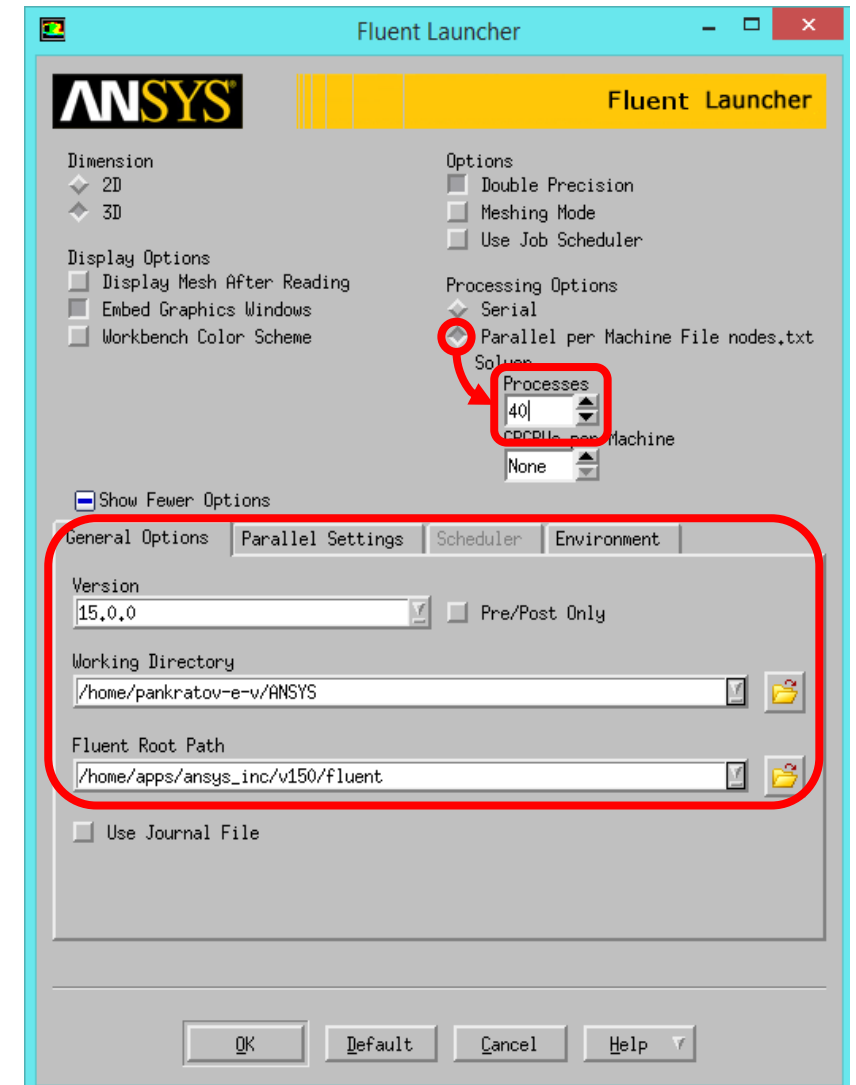 Fluent Launcher
ANSYS®
Fluent Launcher
Dimension
2D
3D
Display Options
Display Mesh After Reading
Embed Graphics Windows
Workbench Color Scheme
Options
Double Precision
Meshing Mode
Use Job Scheduler
Processing Options
Serial
Parallel per Machine File nodes.txt
Solver
Processes
40
per Machine
None
Show Fewer Options
General Options Parallel Settings Scheduler Environment
Version
15.0.0 Pre/Post Only
Working Directory
/home/pankratov-e-v/ANSYS
Fluent Root Path
/home/apps/ansys_inc/v150/fluent
Use Journal File
OK Default Cancel Help